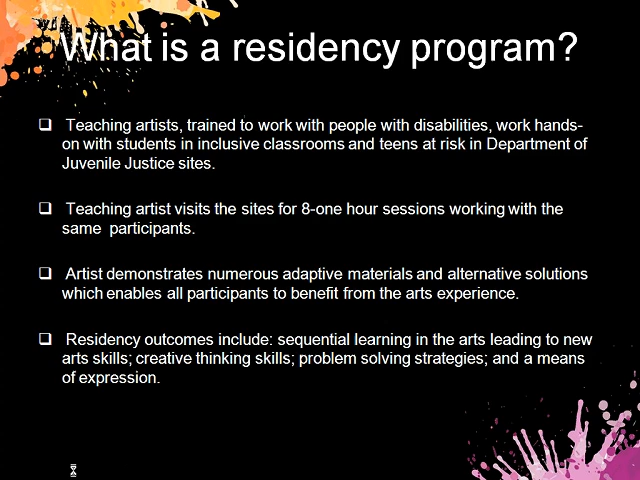 What is a residency program?
Teaching artists, trained to work with people with disabilities, work hands-
on with students in inclusive classrooms and teens at risk in Department of
Juvenile Justice sites.
Teaching artist visits the sites for 8-one hour sessions working with the
same participants.
Artist demonstrates numerous adaptive materials and alternative solutions
which enables all participants to benefit from the arts experience.
Residency outcomes include: sequential learning in the arts leading to new
arts skills; creative thinking skills; problem solving strategies; and a means
of expression.